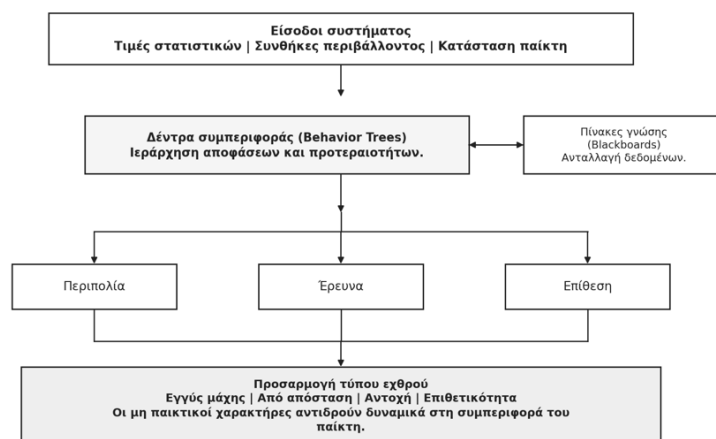 Είσοδοι συστήματος
Τιμές στατιστικών | Συνθήκες περιβάλλοντος | Κατάσταση παίκτη
Δέντρα συμπεριφοράς (Behavior Trees)
Ιεράρχηση αποφάσεων και προτεραιοτήτων.
Πίνακες γνώσης
(Blackboards)
Ανταλλαγή δεδομένων.
Περιπολία
Έρευνα
Επίθεση
Προσαρμογή τύπου εχθρού
Εγγύς μάχης | Από απόσταση | Αντοχή | Επιθετικότητα
Οι μη παικτικοί χαρακτήρες αντιδρούν δυναμικά στη συμπεριφορά του
παίκτη.